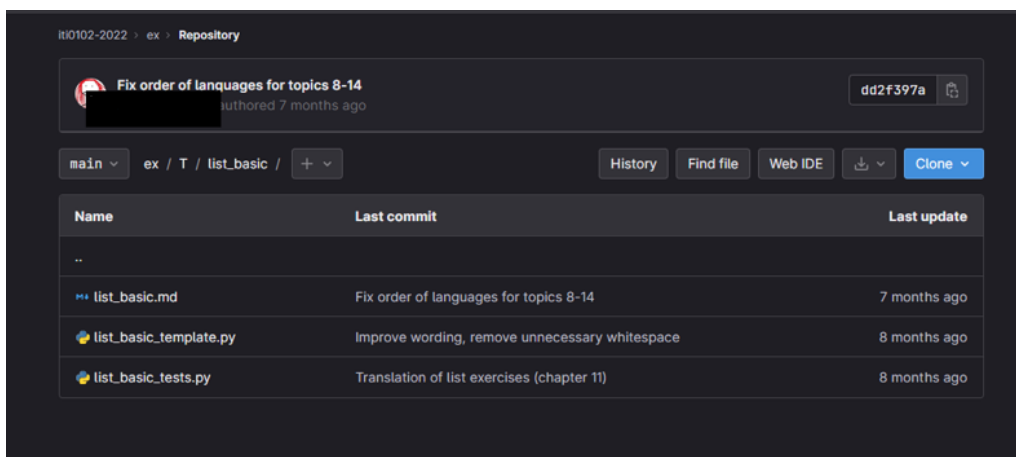 iti0102-2022 › ex › Repository
Fix order of languages for topics 8-14
authored 7 months ago
dd2f397a
main
ex / T / list_basic /
+
History
Find file
Web IDE
Clone
Name Last commit Last update
..
M↓ list_basic.md Fix order of languages for topics 8-14 7 months ago
list_basic_template.py Improve wording, remove unnecessary whitespace 8 months ago
list_basic_tests.py Translation of list exercises (chapter 11) 8 months ago